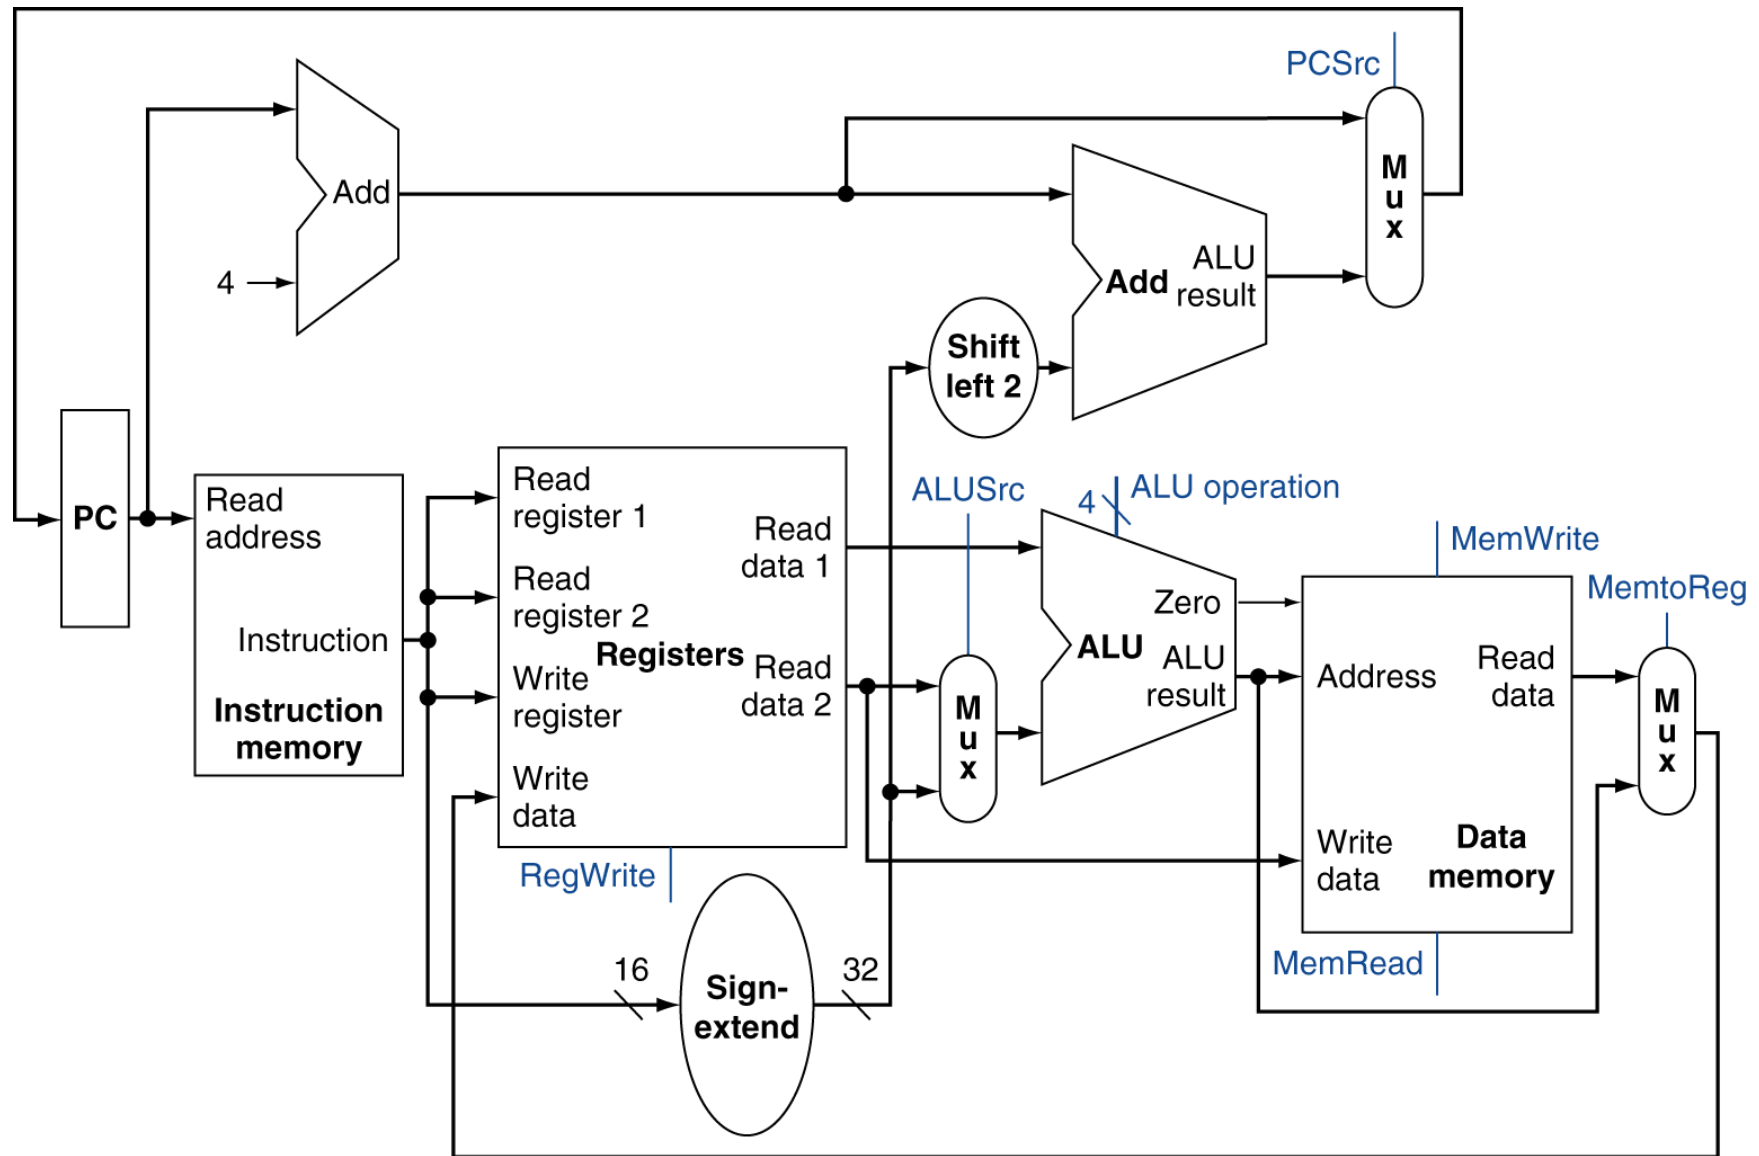 PCSrc
Add
4
M
u
x
Add
ALU
result
Shift
left 2
PC
Read
address
Instruction
Instruction
memory
Read
register 1
Read
register 2
Write
register
Write
data
Registers
Read
data 1
Read
data 2
RegWrite
16
Sign-
extend
32
ALUSrc
M
u
x
4
ALU operation
Zero
ALU
ALU
result
MemWrite
Address
Read
data
Write
data
Data
memory
MemRead
MemtoReg
M
u
x